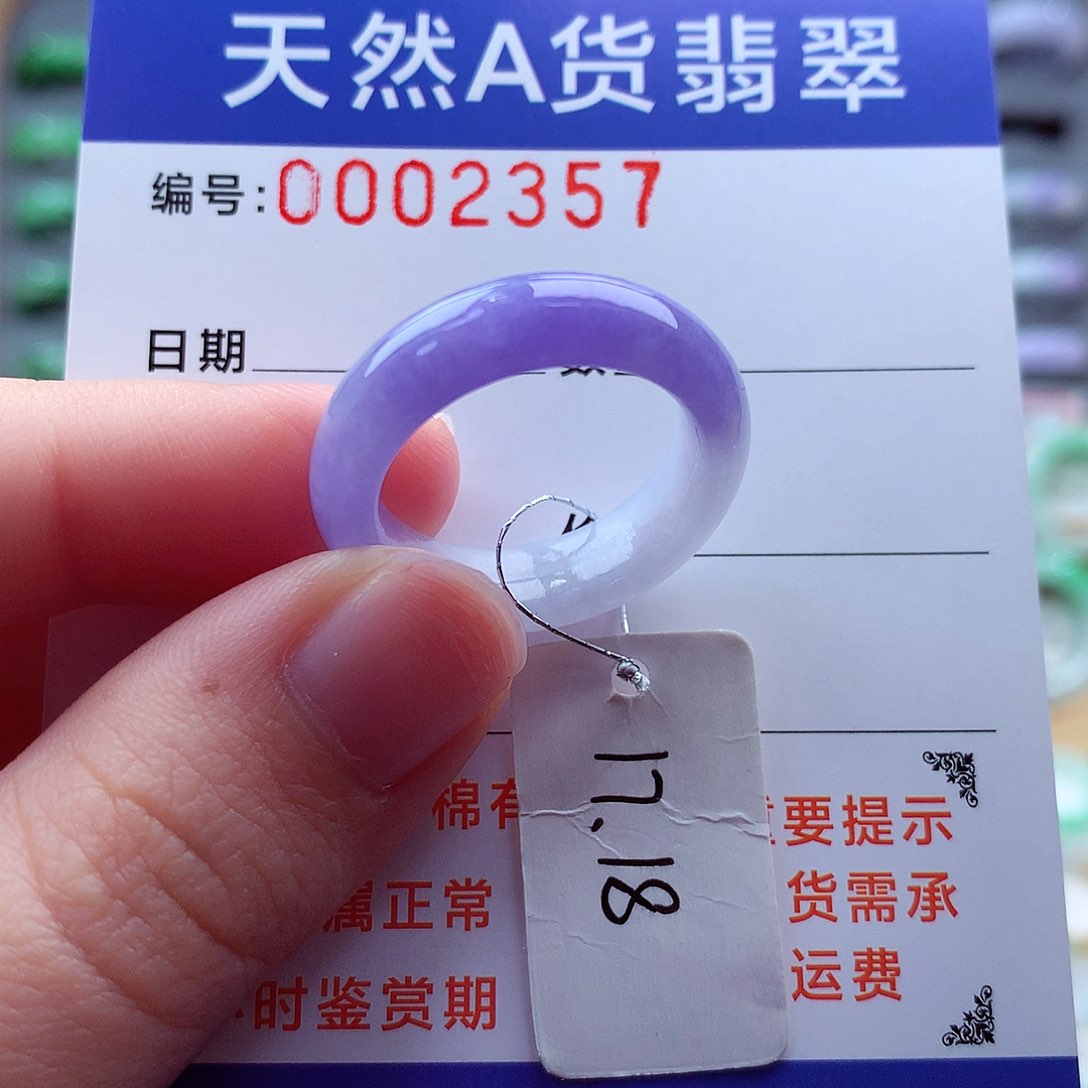 天然A货翡翠
编号:0002357
日期
17.18
棉有
要提示
属正常
货需承
时鉴赏期
运费